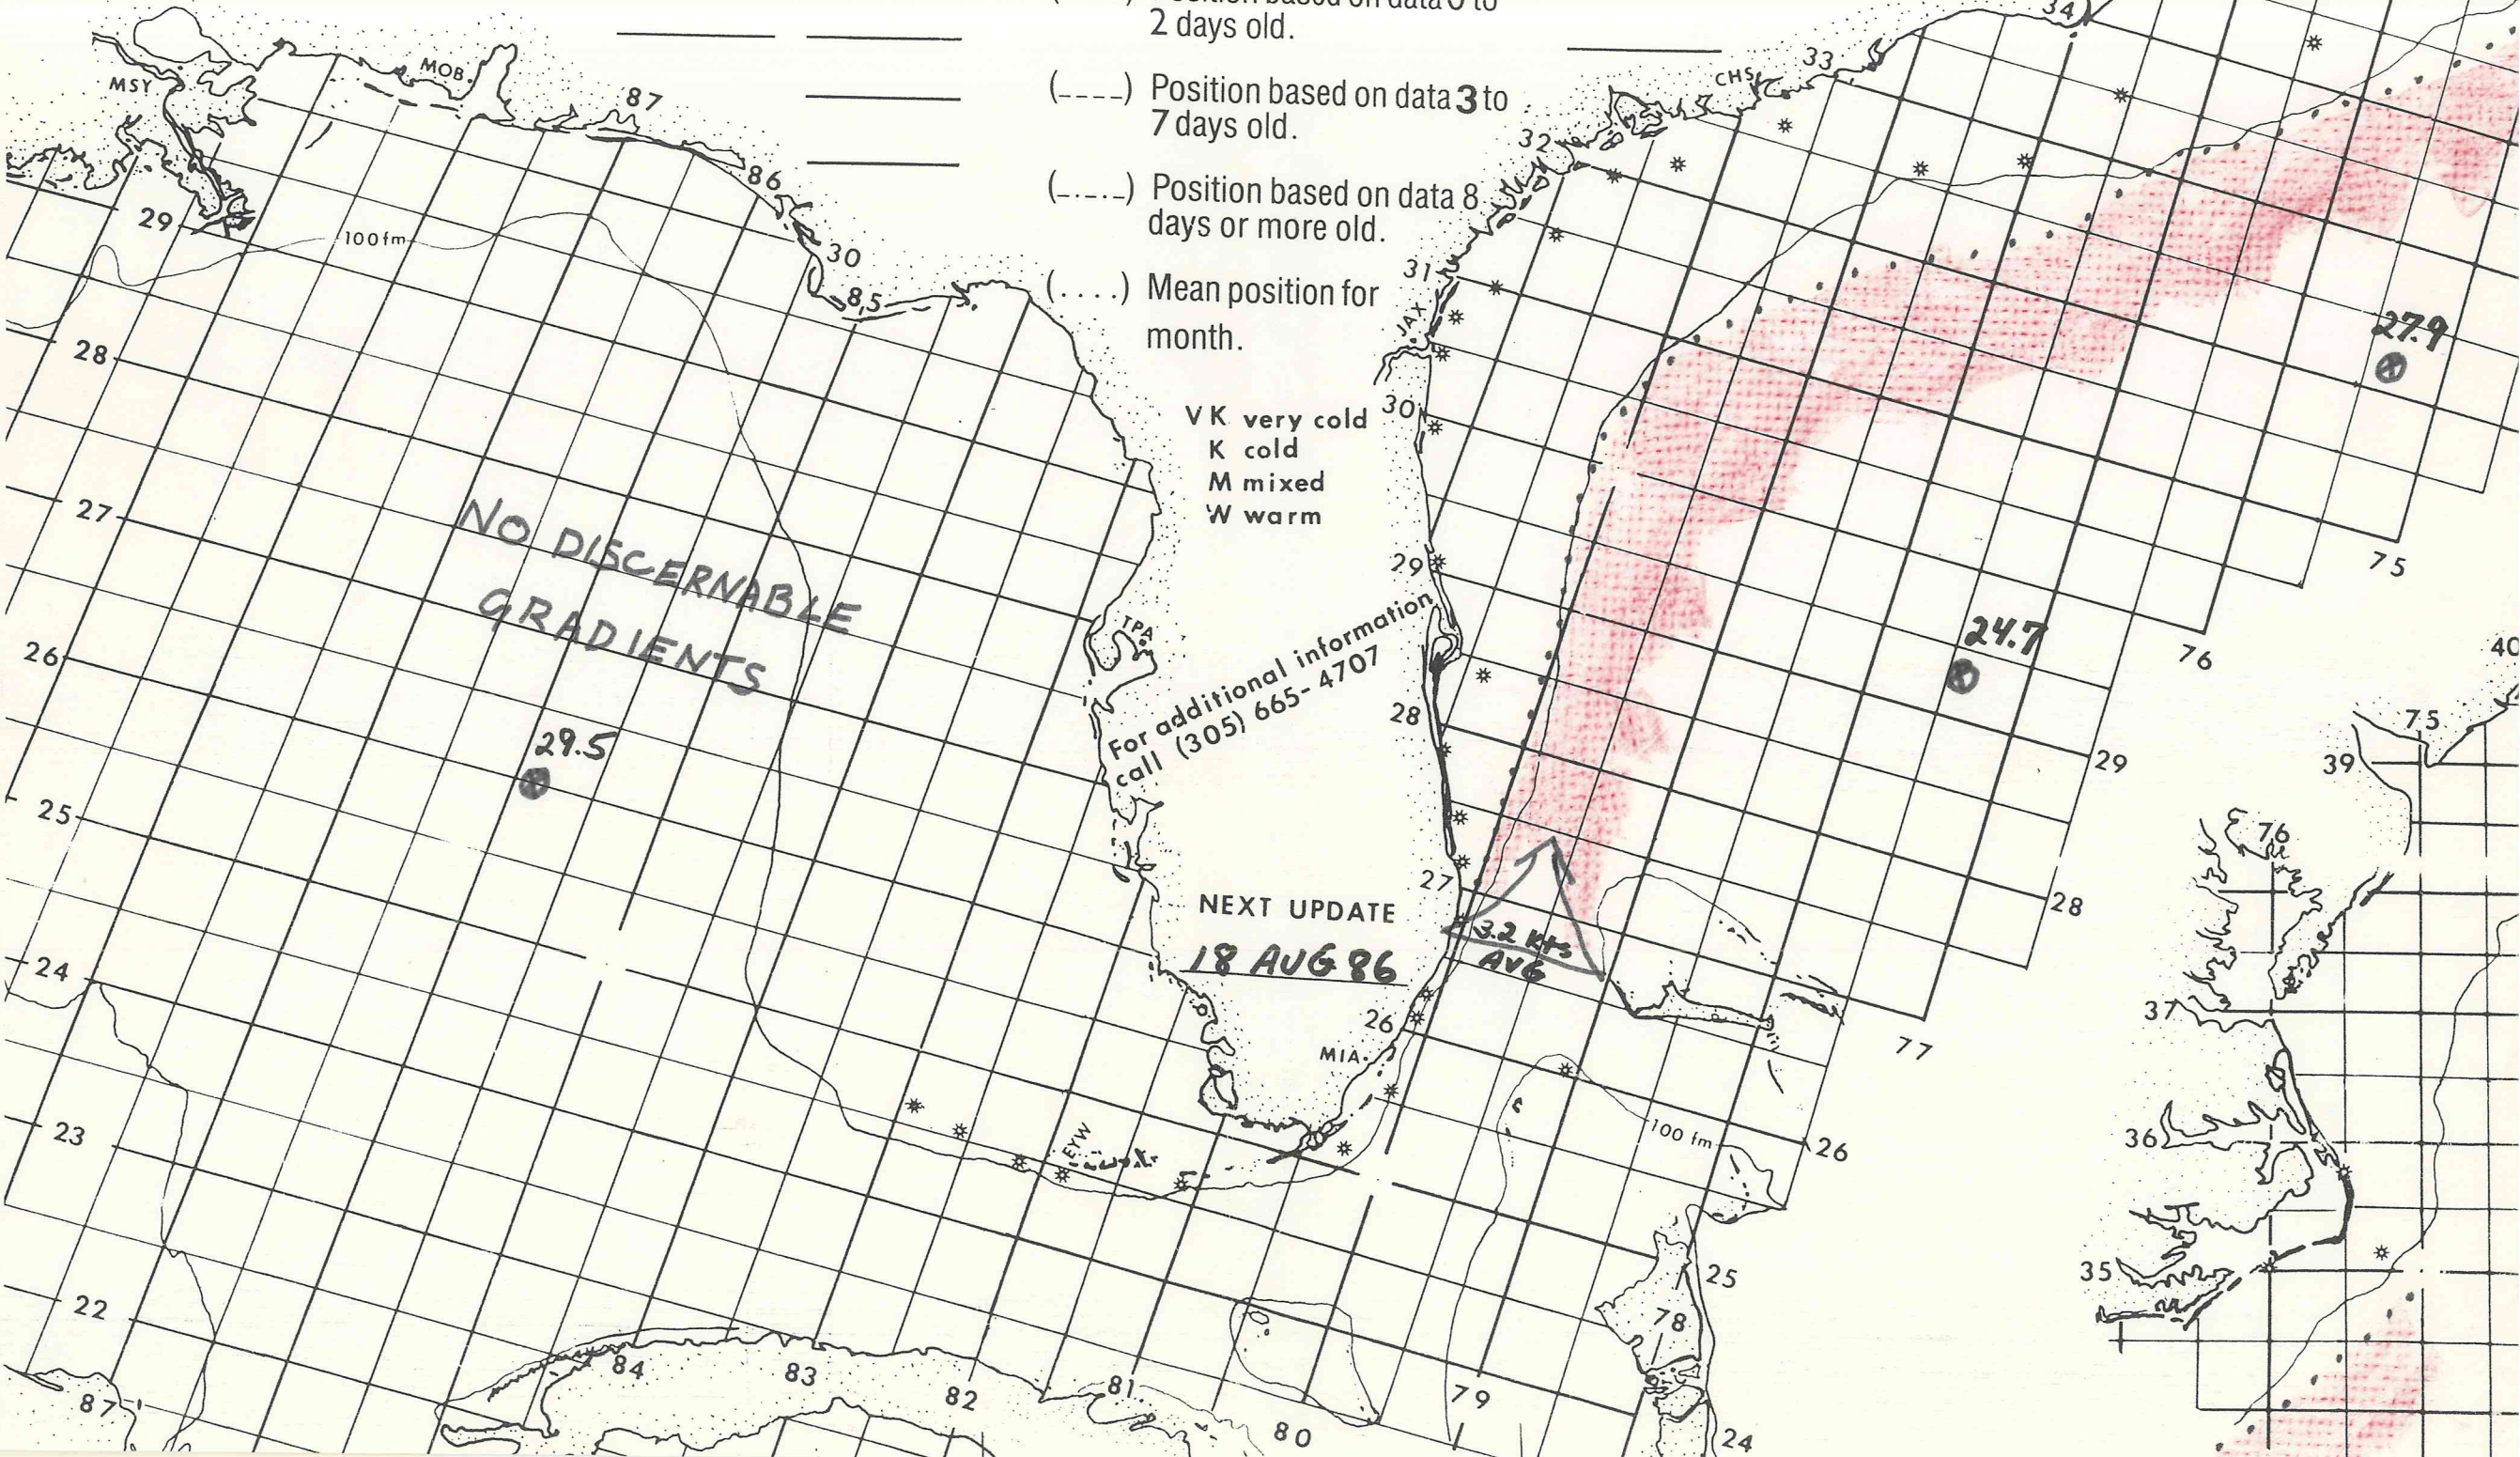 2 days old.
(----) Position based on data 3 to
7 days old.
(_._._) Position based on data 8
days or more old.
(....) Mean position for
month.
VK very cold
K cold
M mixed
W warm
For additional information
call (305) 665-4707
NEXT UPDATE
18 AUG 86
NO DISCERNABLE
GRADIENTS
29.5
3.2 kts
AVG
24.7
27.9
MSY
MOB.
CHS
JAX
TPA
MIA.
EYW
100 fm
100 fm
87
86
30
85
29
28
27
26
25
24
23
22
87
84
83
82
81
80
79
78
34
33
32
31
30
29
28
27
26
75
76
29
28
77
26
25
24
40
75
39
76
37
36
35